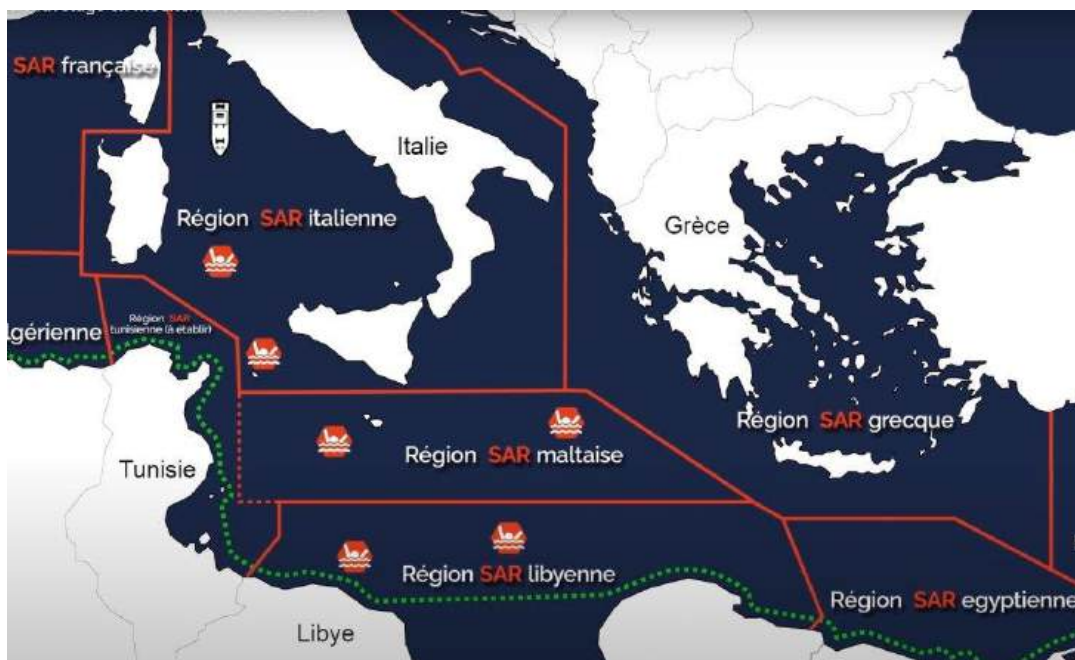 SAR française
Italie
Région SAR italienne
Grèce
Région SAR
tunisienne (à établir)
lgérienne
Région SAR grecque
Région SAR maltaise
Tunisie
Région SAR libyenne
Région SAR egyptienne
Libye